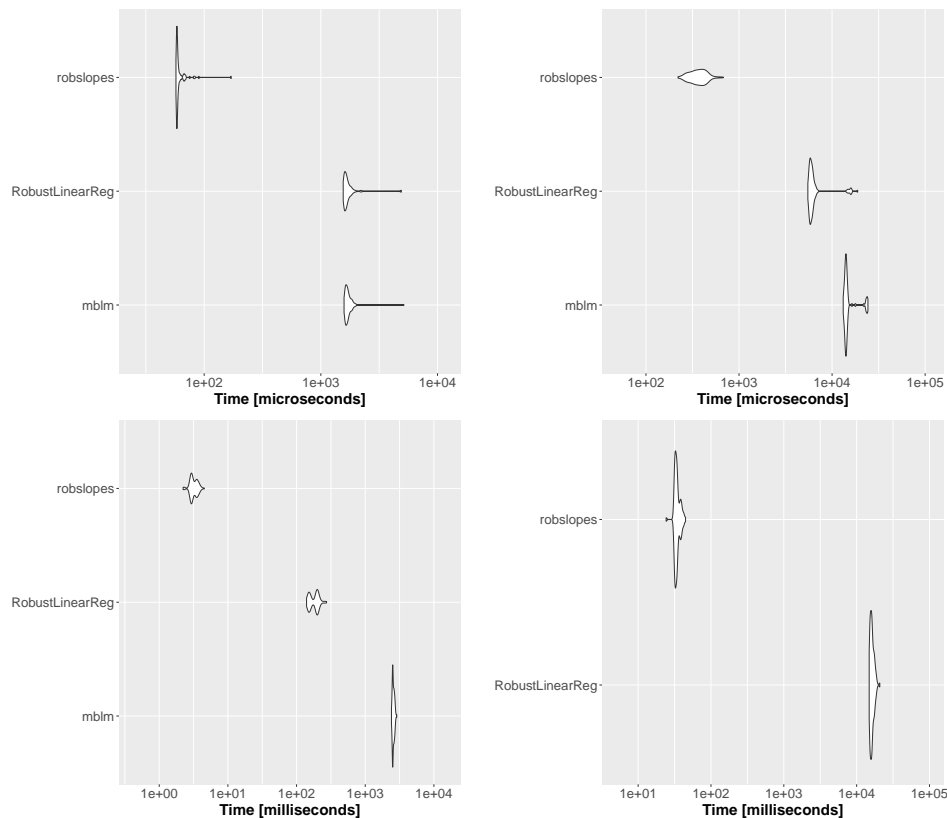 robslopes
RobustLinearReg
mblm
1e+02 1e+03 1e+04
Time [microseconds]
robslopes
RobustLinearReg
mblm
1e+02 1e+03 1e+04 1e+05
Time [microseconds]
robslopes
RobustLinearReg
mblm
1e+00 1e+01 1e+02 1e+03 1e+04
Time [milliseconds]
robslopes
RobustLinearReg
1e+01 1e+02 1e+03 1e+04 1e+05
Time [milliseconds]